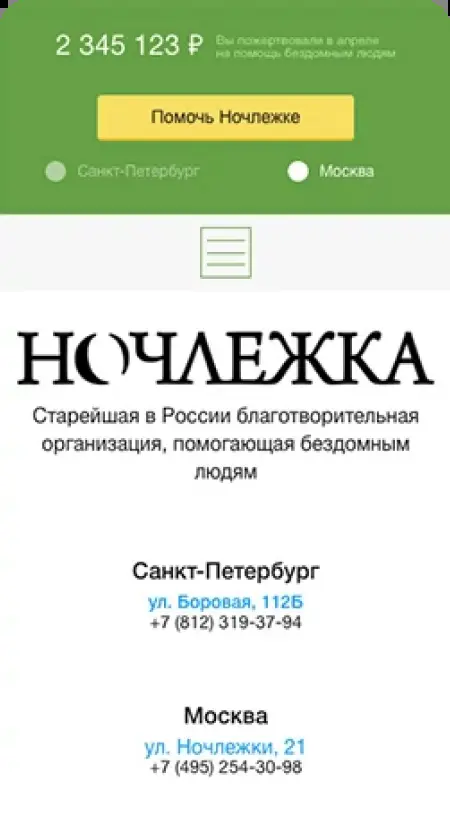 2 345 123 ₽
Вы пожертвовали в апреле
на помощь бездомным людям
Помочь Ночлежке
Санкт-Петербург
Москва
НОЧЛЕЖКА
Старейшая в России благотворительная
организация, помогающая бездомным
людям
Санкт-Петербург
ул. Боровая, 112Б
+7 (812) 319-37-94
Москва
ул. Ночлежки, 21
+7 (495) 254-30-98